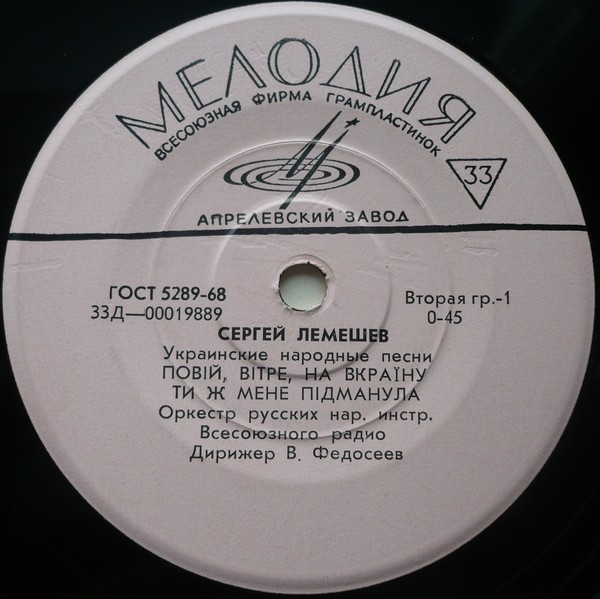 МЕЛОДИЯ
ВСЕСОЮЗНАЯ ФИРМА ГРАМПЛАСТИНОК
33
АПРЕЛЕВСКИЙ ЗАВОД
ГОСТ 5289-68
33Д—00019889
Вторая гр.-1
0-45
СЕРГЕЙ ЛЕМЕШЕВ
Украинские народные песни
ПОВІЙ, ВІТРЕ, НА ВКРАЇНУ
ТИ Ж МЕНЕ ПІДМАНУЛА
Оркестр русских нар. инстр.
Всесоюзного радио
Дирижер В. Федосеев